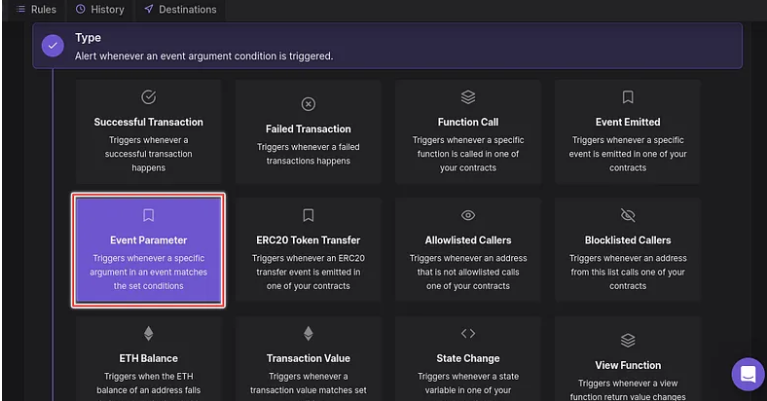 Rules History Destinations
Type
Alert whenever an event argument condition is triggered.
Successful Transaction
Triggers whenever a
successful transaction
happens
Failed Transaction
Triggers whenever a failed
transactions happens
Function Call
Triggers whenever a specific
function is called in one of
your contracts
Event Emitted
Triggers whenever a specific
event is emitted in one of your
contracts
Event Parameter
Triggers whenever a specific
argument in an event matches
the set conditions
ERC20 Token Transfer
Triggers whenever an ERC20
transfer event is emitted in
one of your contracts
Allowlisted Callers
Triggers whenever an address
that is not allowlisted calls
one of your contracts
Blocklisted Callers
Triggers whenever an address
from this list calls one of your
contracts
ETH Balance
Triggers when the ETH
balance of an address falls
Transaction Value
Triggers whenever a
transaction value matches set
State Change
Triggers whenever a state
variable in one of your
View Function
Triggers whenever a view
function return value changes